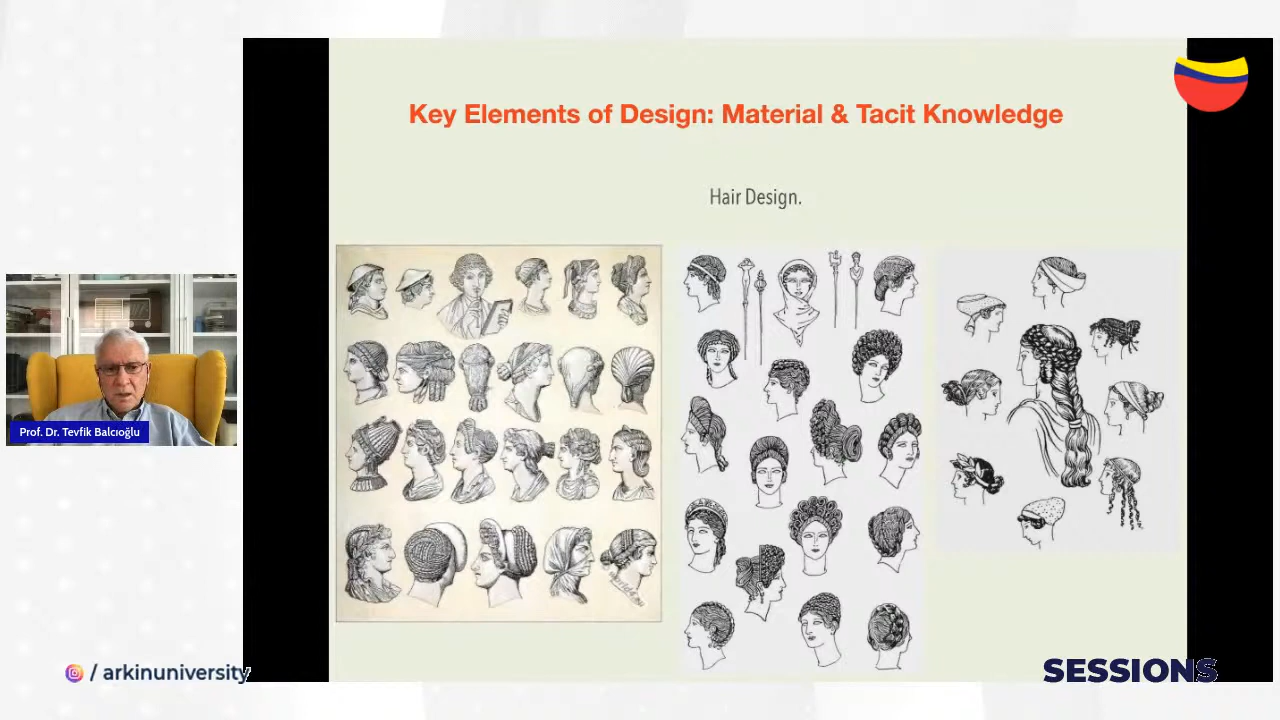 Key Elements of Design: Material & Tacit Knowledge
Hair Design.
Prof. Dr. Tevfik Balcıoğlu
/ arkinuniversity
SESSIONS